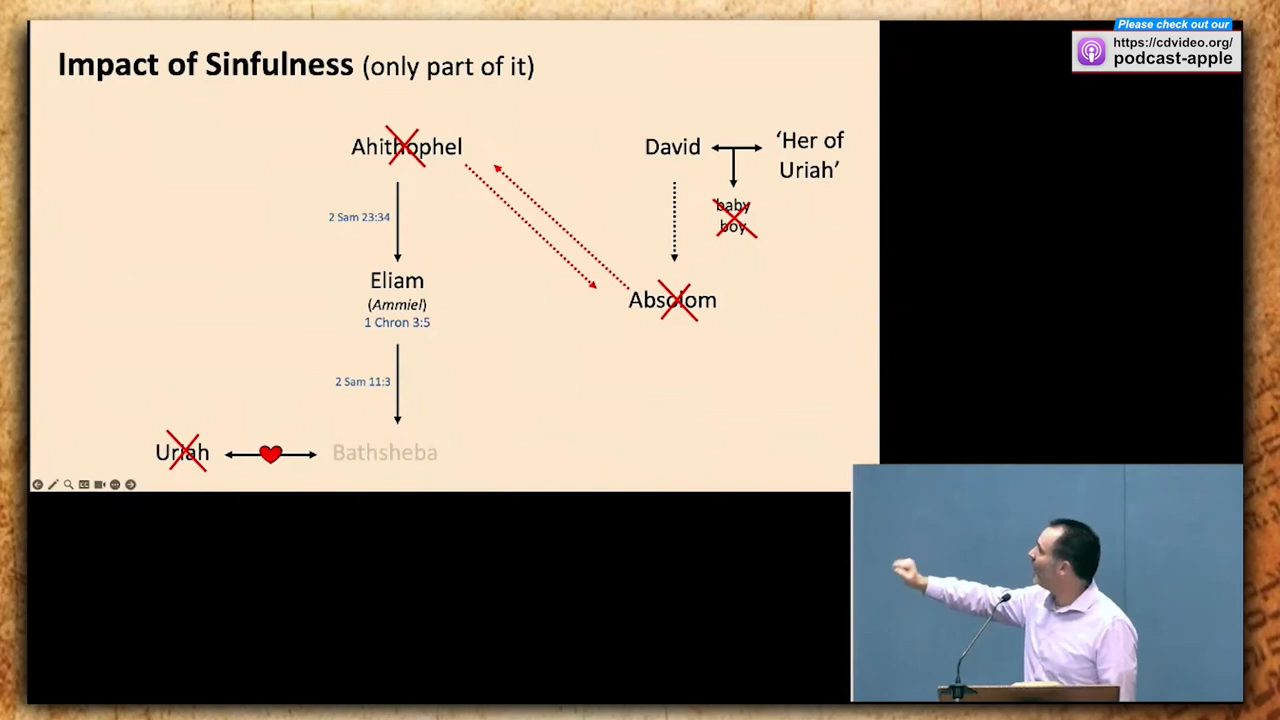 Please check out our
https://cdvideo.org/
podcast-apple
Impact of Sinfulness (only part of it)
Ahithophel
David
'Her of
Uriah'
baby
boy
2 Sam 23:34
Eliam
(Ammiel)
1 Chron 3:5
Absolom
2 Sam 11:3
Uriah
Bathsheba
CC